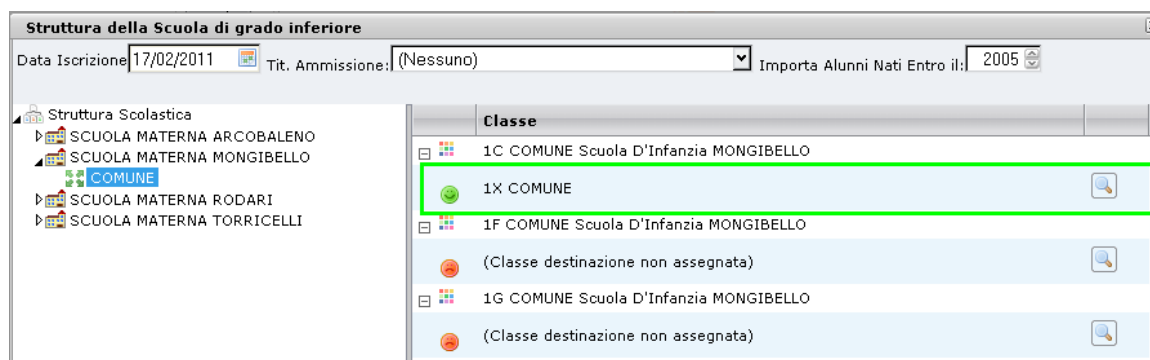 Struttura della Scuola di grado inferiore
Data Iscrizione 17/02/2011 Tit. Ammissione: (Nessuno) Importa Alunni Nati Entro il: 2005
Struttura Scolastica
SCUOLA MATERNA ARCOBALENO
SCUOLA MATERNA MONGIBELLO
COMUNE
SCUOLA MATERNA RODARI
SCUOLA MATERNA TORRICELLI
Classe
1C COMUNE Scuola D'Infanzia MONGIBELLO
1X COMUNE
1F COMUNE Scuola D'Infanzia MONGIBELLO
(Classe destinazione non assegnata)
1G COMUNE Scuola D'Infanzia MONGIBELLO
(Classe destinazione non assegnata)